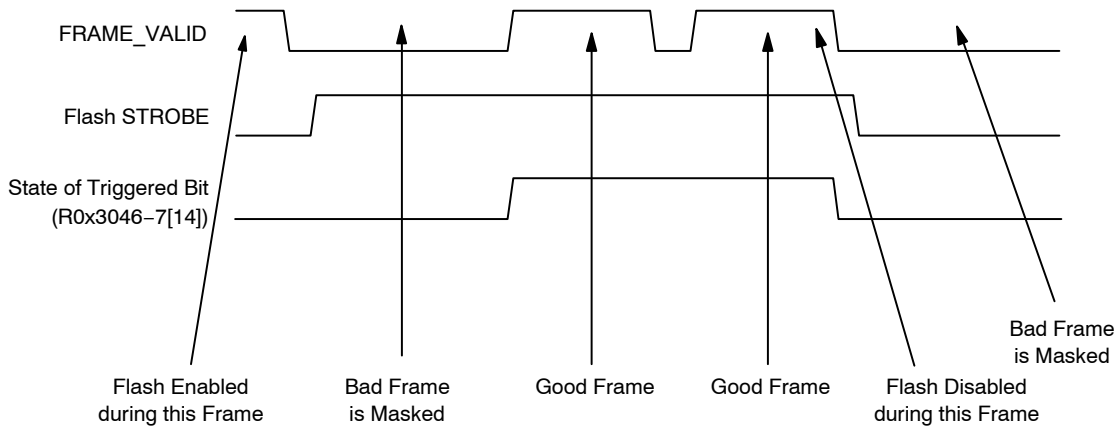 FRAME_VALID
Flash STROBE
State of Triggered Bit
(R0x3046−7[14])
Flash Enabled
during this Frame
Bad Frame
is Masked
Good Frame
Good Frame
Flash Disabled
during this Frame
Bad Frame
is Masked